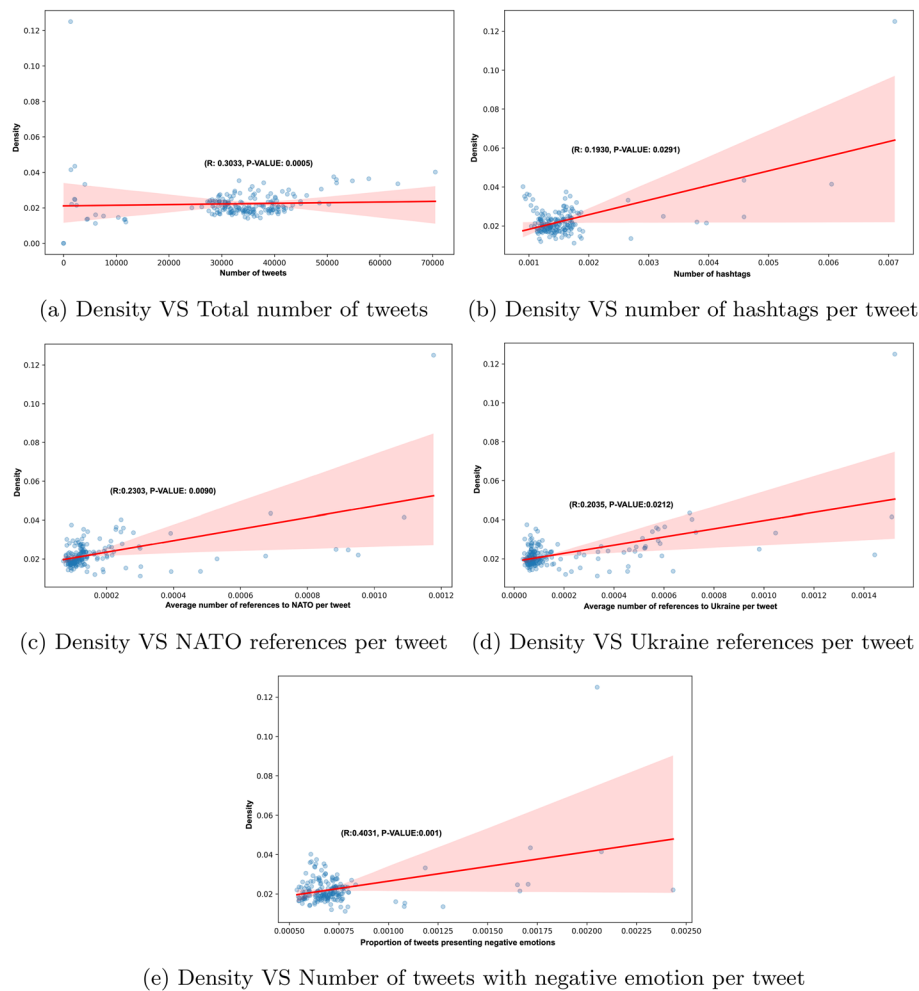 0.12
0.10
0.08
0.06
0.04
0.02
0.00
Density
(R: 0.3033, P-VALUE: 0.0005)
0 10000 20000 30000 40000 50000 60000 70000
Number of tweets
(a) Density VS Total number of tweets
0.12
0.10
0.08
0.06
0.04
0.02
Density
(R: 0.1930, P-VALUE: 0.0291)
0.001 0.002 0.003 0.004 0.005 0.006 0.007
Number of hashtags
(b) Density VS number of hashtags per tweet
0.12
0.10
0.08
0.06
0.04
0.02
Density
(R:0.2303, P-VALUE: 0.0090)
0.0002 0.0004 0.0006 0.0008 0.0010 0.0012
Average number of references to NATO per tweet
(c) Density VS NATO references per tweet
0.12
0.10
0.08
0.06
0.04
0.02
Density
(R:0.2035, P-VALUE:0.0212)
0.0000 0.0002 0.0004 0.0006 0.0008 0.0010 0.0012 0.0014
Average number of references to Ukraine per tweet
(d) Density VS Ukraine references per tweet
0.12
0.10
0.08
0.06
0.04
0.02
Density
(R:0.4031, P-VALUE:0.001)
0.00050 0.00075 0.00100 0.00125 0.00150 0.00175 0.00200 0.00225 0.00250
Proportion of tweets presenting negative emotions
(e) Density VS Number of tweets with negative emotion per tweet